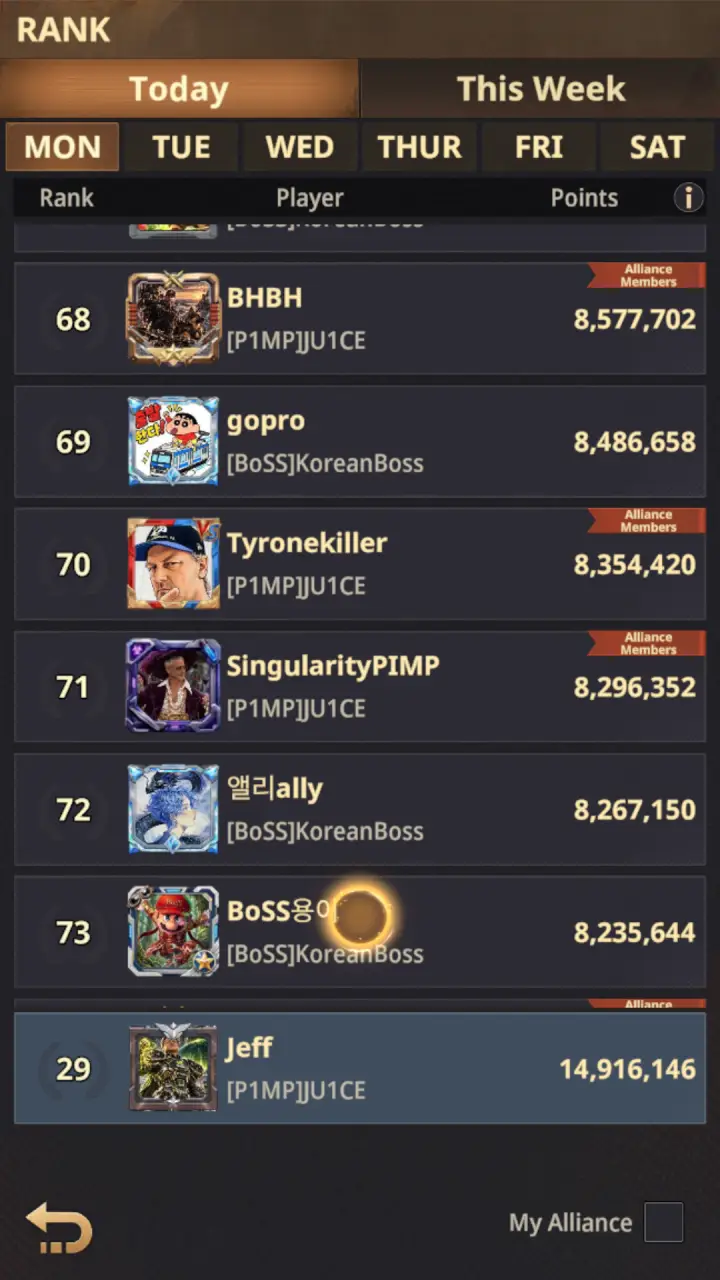 RANK
Today
This Week
MON
TUE
WED
THUR
FRI
SAT
Rank
Player
Points
Alliance
Members
68
BHBH
[P1MP]JU1CE
8,577,702
69
gopro
[BoSS]KoreanBoss
8,486,658
Alliance
Members
70
Tyronekiller
[P1MP]JU1CE
8,354,420
Alliance
Members
71
SingularityPIMP
[P1MP]JU1CE
8,296,352
72
앨리ally
[BoSS]KoreanBoss
8,267,150
73
[BoSS]KoreanBoss
8,235,644
Alliance
29
Jeff
[P1MP]JU1CE
14,916,146
My Alliance